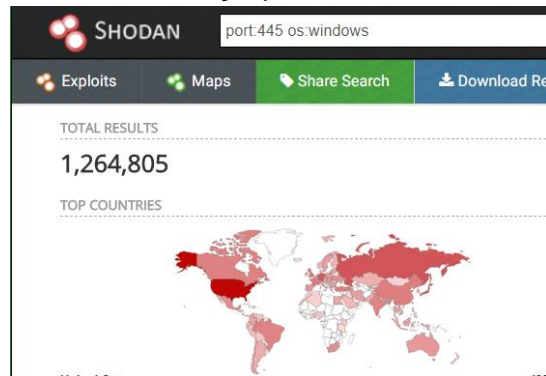 SHODAN port:445 os:windows
Exploits Maps Share Search Download Re
TOTAL RESULTS
1,264,805
TOP COUNTRIES